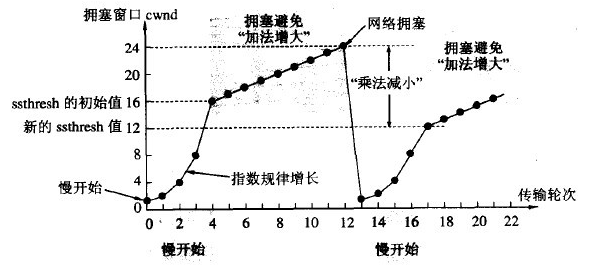 拥塞窗口 cwnd
拥塞避免
“加法增大”
网络拥塞
拥塞避免
“加法增大”
24
20
ssthresh 的初始值 16
新的 ssthresh 值 12
8
4
0
“乘法减小”
指数规律增长
慢开始
传输轮次
0 2 4 6 8 10 12 14 16 18 20 22
慢开始
慢开始